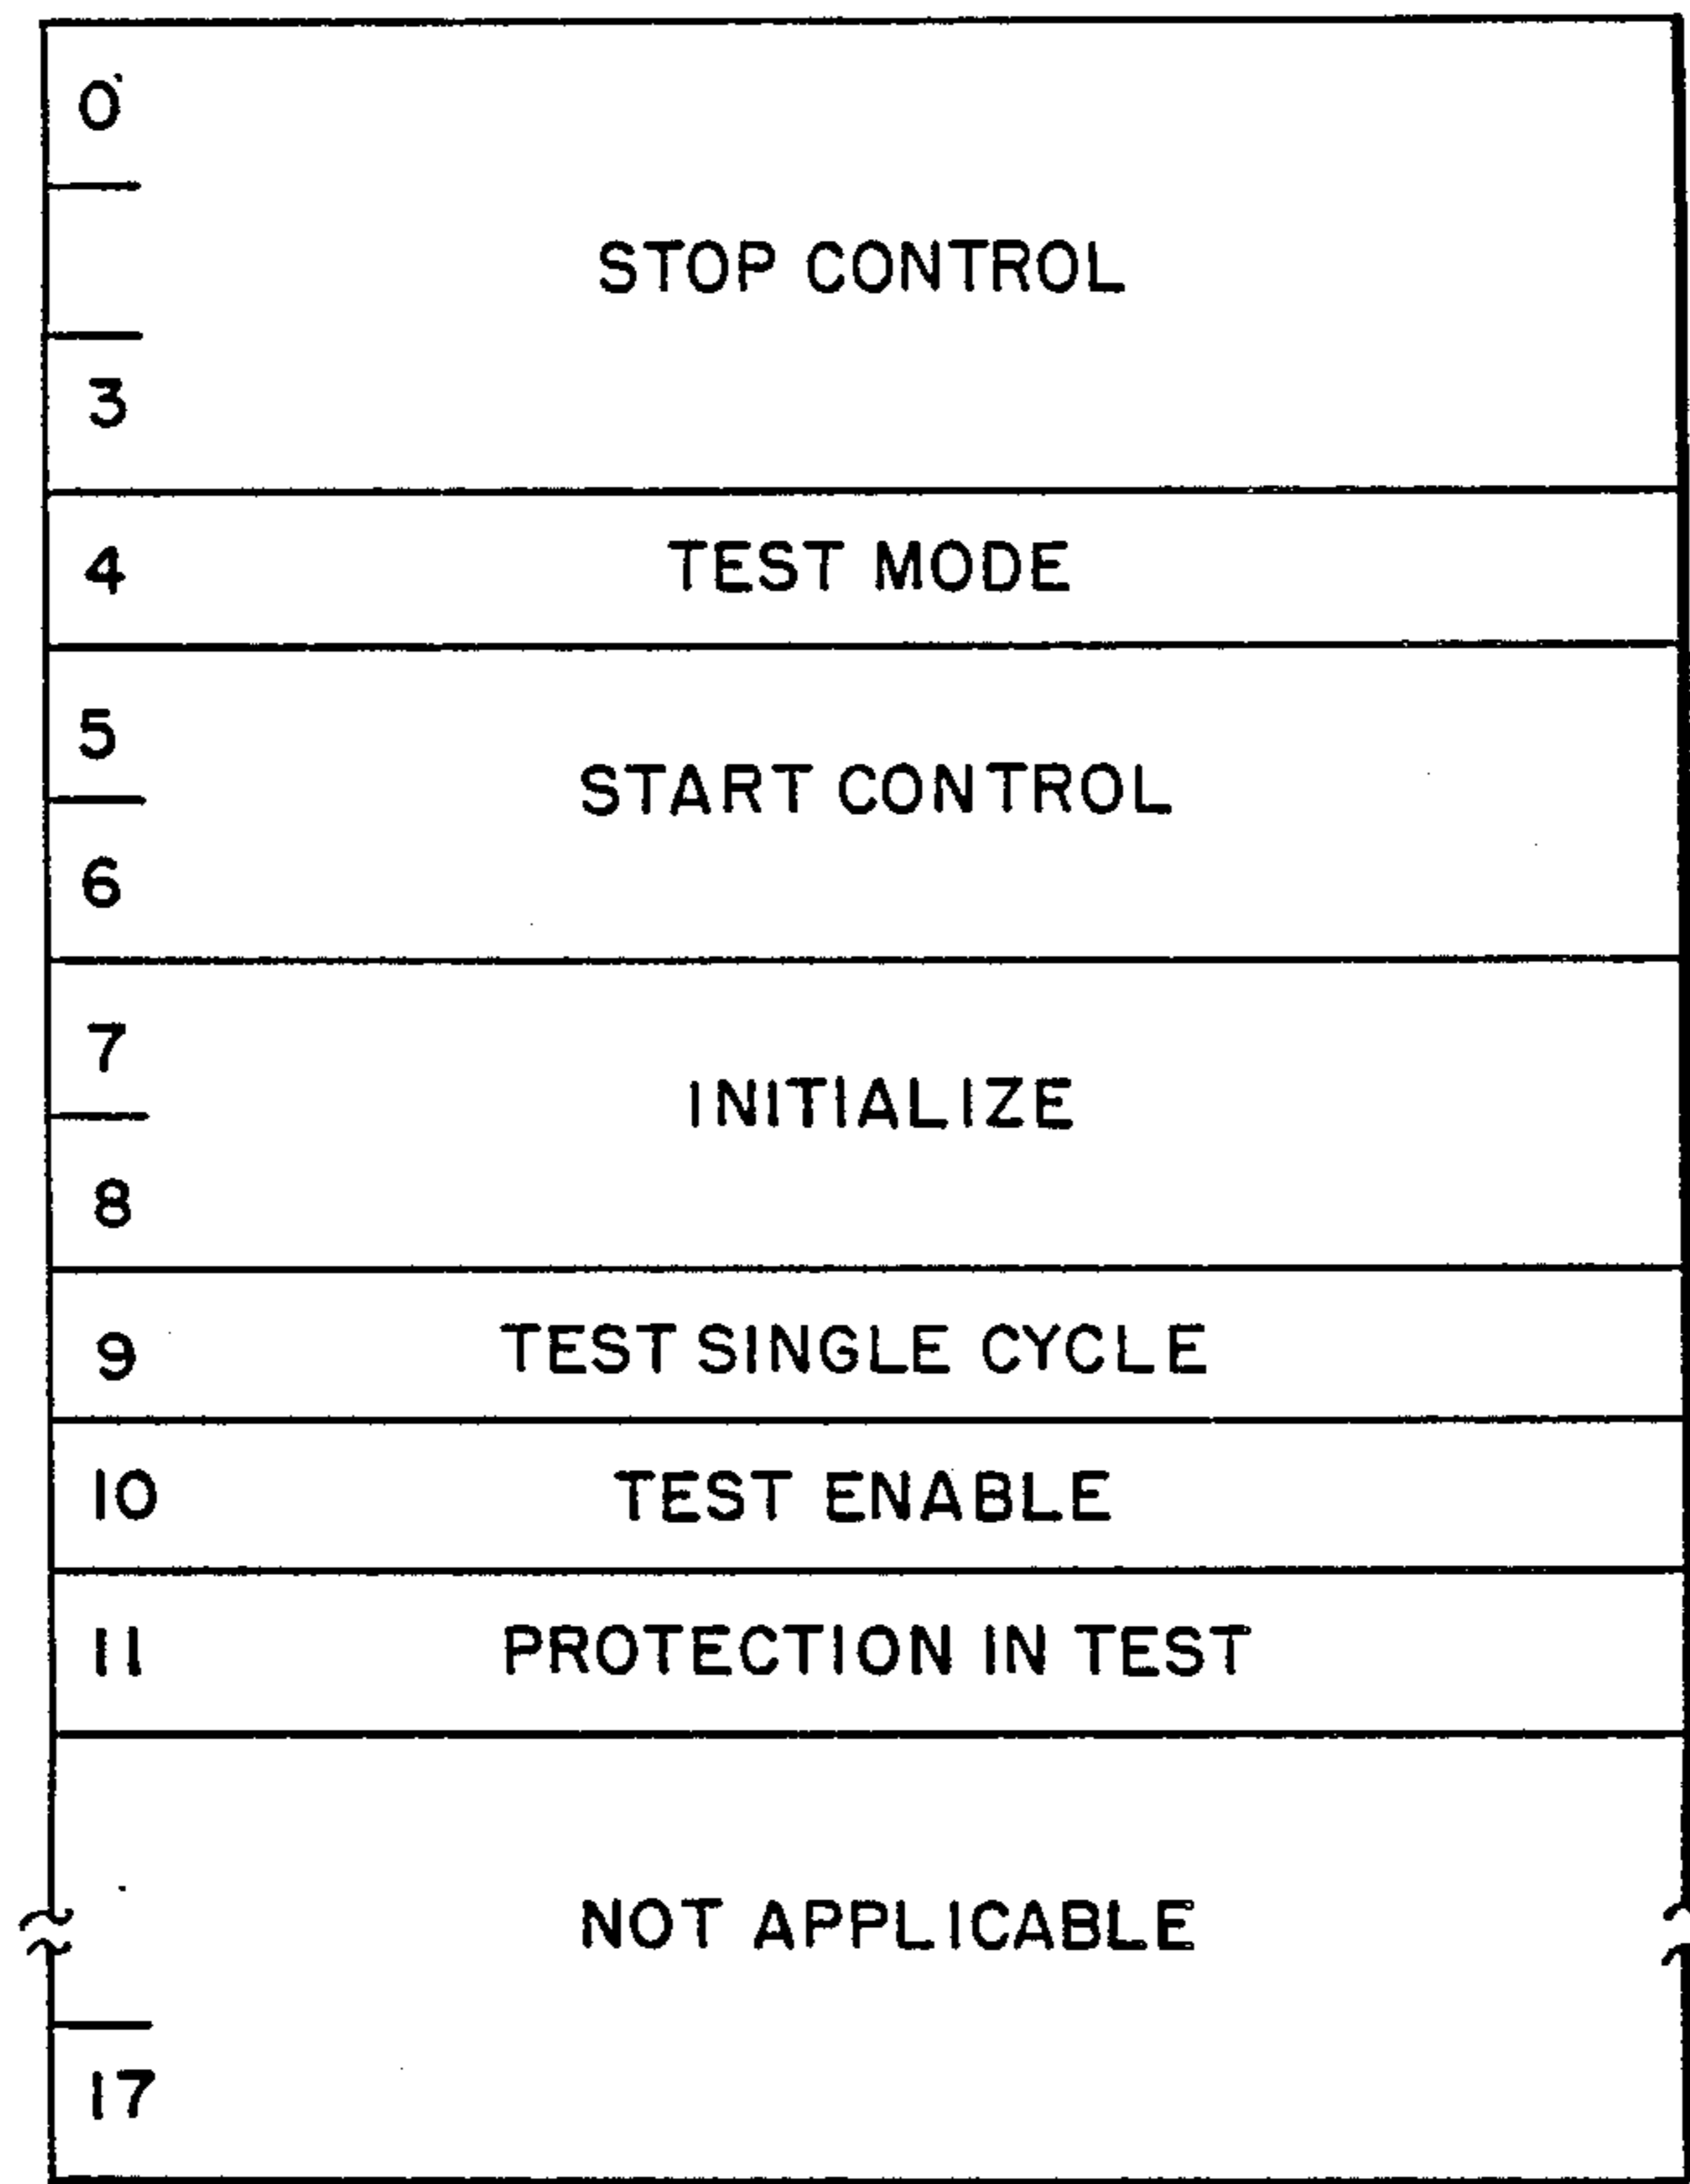 0
STOP CONTROL
3
4 TEST MODE
5
START CONTROL
6
7
INITIALIZE
8
9 TEST SINGLE CYCLE
10 TEST ENABLE
11 PROTECTION IN TEST
NOT APPLICABLE
17